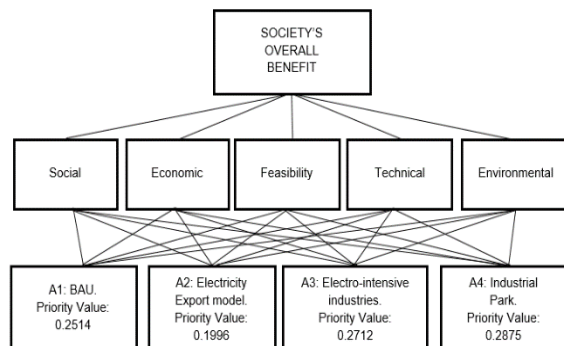 SOCIETY'S
OVERALL
BENEFIT
Social
Economic
Feasibility
Technical
Environmental
A1: BAU.
Priority Value:
0.2514
A2: Electricity
Export model.
Priority Value:
0.1996
A3: Electro-intensive
industries.
Priority Value:
0.2712
A4: Industrial
Park.
Priority Value:
0.2875